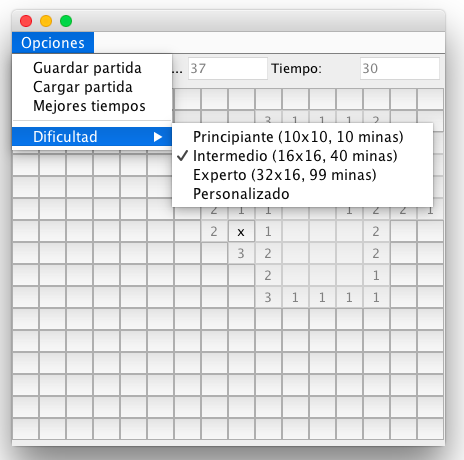 Opciones
... 37 Tiempo: 30
Guardar partida
Cargar partida
Mejores tiempos
Dificultad
3 1 1 1 2
Principiante (10x10, 10 minas)
✓ Intermedio (16x16, 40 minas)
Experto (32x16, 99 minas)
Personalizado
2 1 1 1 2 2 1
2 x 1 2
3 2 2
2 1
3 1 1 1 1